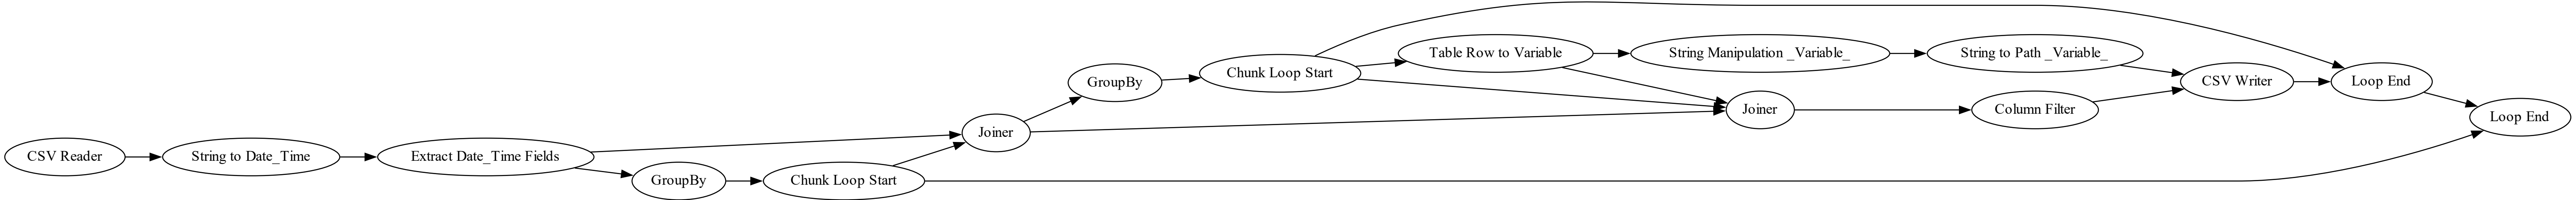 CSV Reader
String to Date_Time
Extract Date_Time Fields
GroupBy
Chunk Loop Start
Joiner
GroupBy
Chunk Loop Start
Table Row to Variable
String Manipulation _Variable_
String to Path _Variable_
Joiner
Column Filter
CSV Writer
Loop End
Loop End